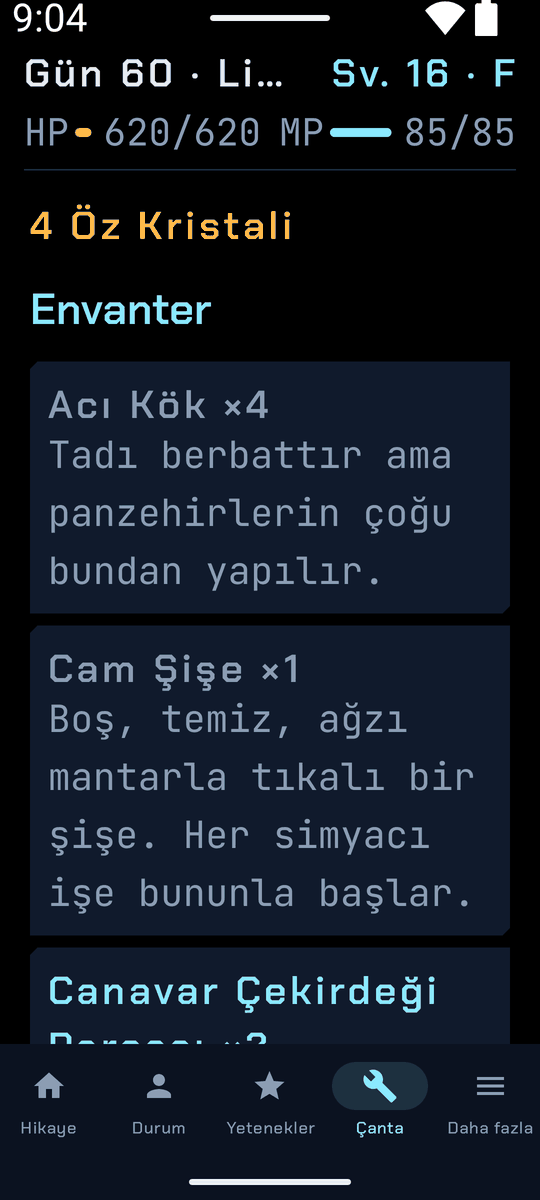 9:04
Gün 60 · Li… Sv. 16 · F
HP 620/620 MP 85/85
4 Öz Kristali
Envanter
Acı Kök ×4
Tadı berbattır ama
panzehirlerin çoğu
bundan yapılır.
Cam Şişe ×1
Boş, temiz, ağzı
mantarla tıkalı bir
şişe. Her simyacı
işe bununla başlar.
Canavar Çekirdeği
Hikaye Durum Yetenekler Çanta Daha fazla